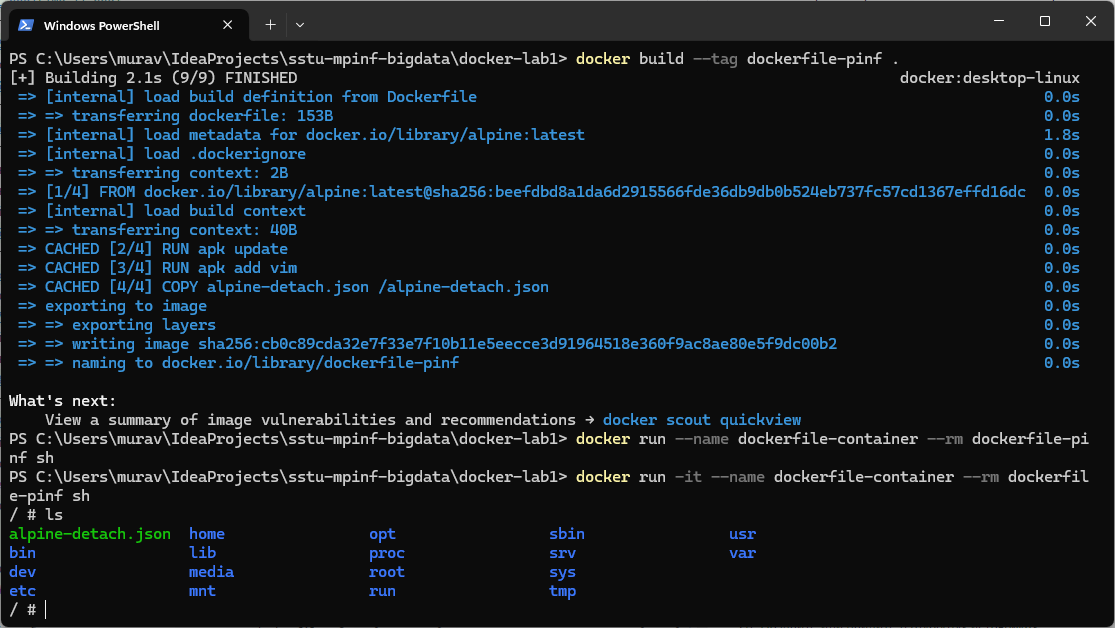 Windows PowerShell
PS C:\Users\murav\IdeaProjects\sstu-mpinf-bigdata\docker-lab1> docker build --tag dockerfile-pinf .
[+] Building 2.1s (9/9) FINISHED docker:desktop-linux
=> [internal] load build definition from Dockerfile 0.0s
=> => transferring dockerfile: 153B 0.0s
=> [internal] load metadata for docker.io/library/alpine:latest 1.8s
=> [internal] load .dockerignore 0.0s
=> => transferring context: 2B 0.0s
=> [1/4] FROM docker.io/library/alpine:latest@sha256:beefdbd8a1da6d2915566fde36db9db0b524eb737fc57cd1367effd16dc 0.0s
=> [internal] load build context 0.0s
=> => transferring context: 40B 0.0s
=> CACHED [2/4] RUN apk update 0.0s
=> CACHED [3/4] RUN apk add vim 0.0s
=> CACHED [4/4] COPY alpine-detach.json /alpine-detach.json 0.0s
=> exporting to image 0.0s
=> => exporting layers 0.0s
=> => writing image sha256:cb0c89cda32e7f33e7f10b11e5eecce3d91964518e360f9ac8ae80e5f9dc00b2 0.0s
=> => naming to docker.io/library/dockerfile-pinf 0.0s
What's next:
View a summary of image vulnerabilities and recommendations → docker scout quickview
PS C:\Users\murav\IdeaProjects\sstu-mpinf-bigdata\docker-lab1> docker run --name dockerfile-container --rm dockerfile-pi
nf sh
PS C:\Users\murav\IdeaProjects\sstu-mpinf-bigdata\docker-lab1> docker run -it --name dockerfile-container --rm dockerfil
e-pinf sh
/ # ls
alpine-detach.json home opt sbin usr
bin lib proc srv var
dev media root sys
etc mnt run tmp
/ #